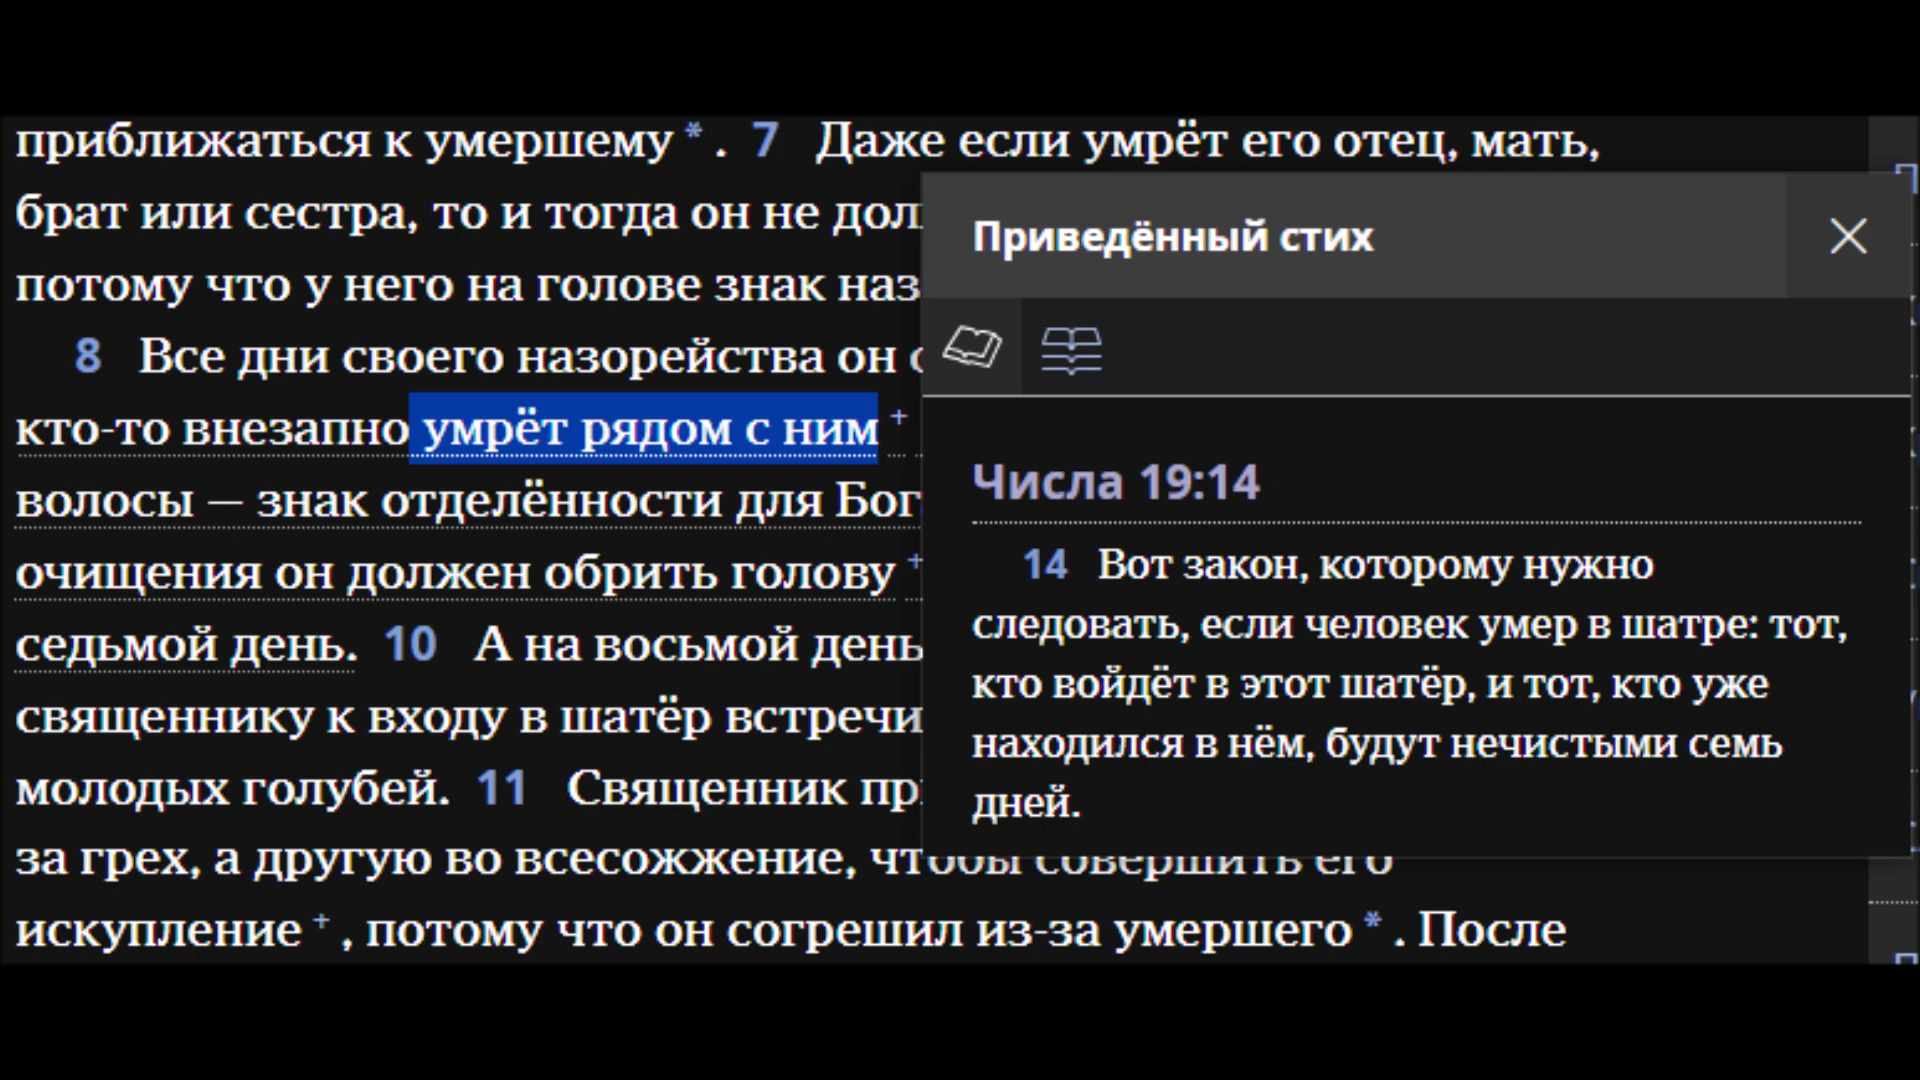 приближаться к умершему * . 7 Даже если умрёт его отец, мать,
брат или сестра, то и тогда он не
потому что у него на голове знак
8 Все дни своего назорейства он
кто-то внезапно умрёт рядом с ним +
волосы — знак отделённости для
очищения он должен обрить голову +
седьмой день. 10 А на восьмой день
священнику к входу в шатёр встречи
молодых голубей. 11 Священник
за грех, а другую во всесожжение, чтобы совершить его
искупление + , потому что он согрешил из-за умершего * . После
Приведённый стих
Числа 19:14
14 Вот закон, которому нужно
следовать, если человек умер в шатре: тот,
кто войдёт в этот шатёр, и тот, кто уже
находился в нём, будут нечистыми семь
дней.